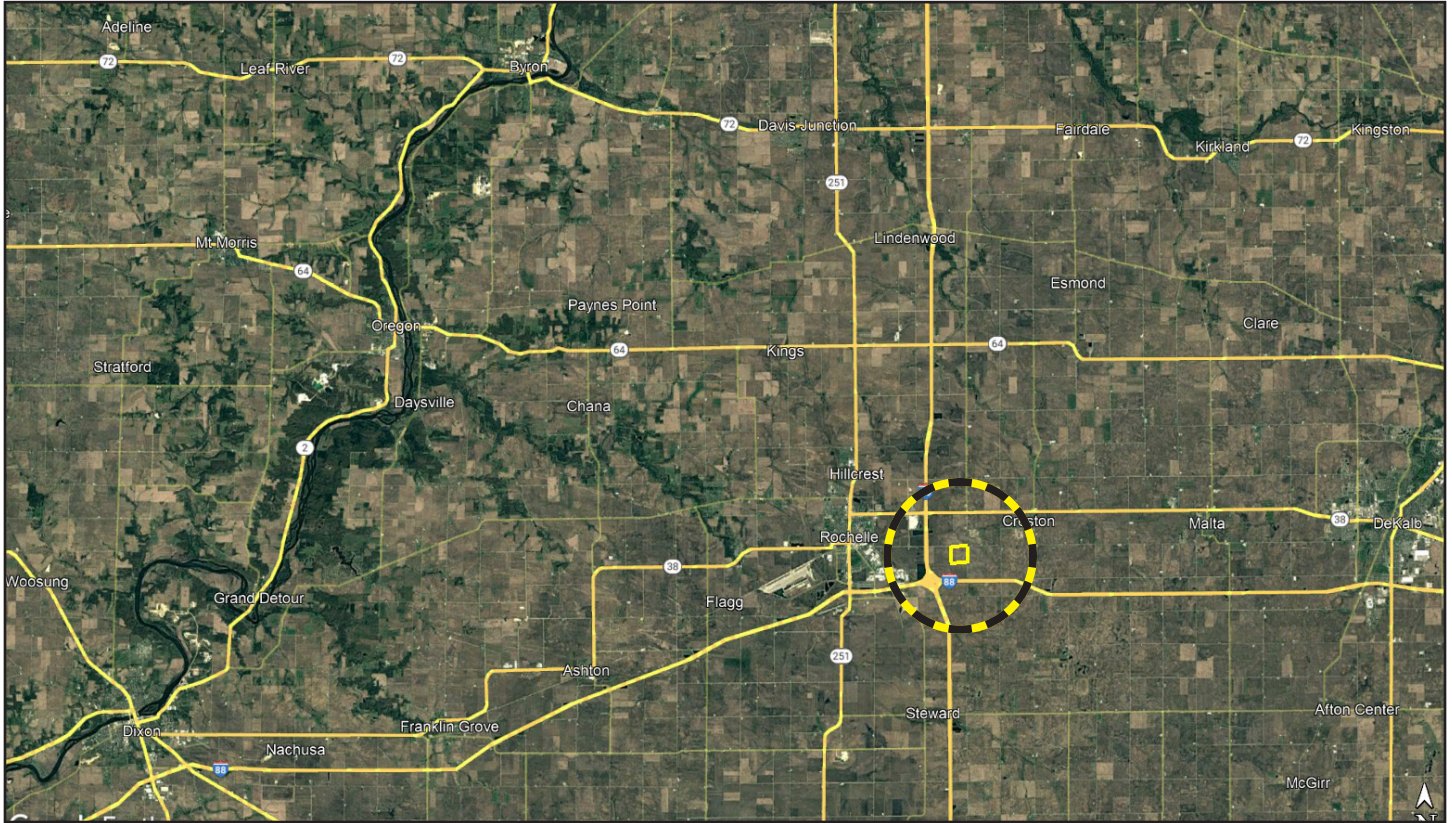 Adeline
72
Leaf River
72
Byron
72
Davis Junction
Fairdale
Kirkland
72
Kingston
251
Mt Morris
64
Lindenwood
Esmond
Paynes Point
Clare
Oregon
64
Kings
64
Stratford
Daysville
Chana
2
Hillcrest
Creston
Malta
38
DeKalb
Rochelle
38
88
Woosung
Grand Detour
Flagg
251
Ashton
Steward
Afton Center
Franklin Grove
Dixon
Nachusa
88
McGirr